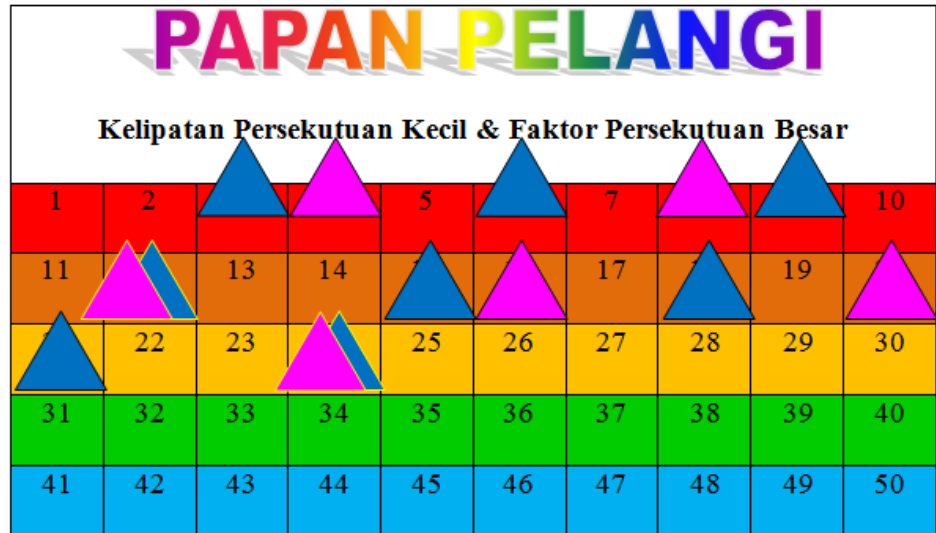 PAPAN PELANGI
Kelipatan Persekutuan Kecil & Faktor Persekutuan Besar
1 2 5 7 10
11 13 14 17 19
22 23 25 26 27 28 29 30
31 32 33 34 35 36 37 38 39 40
41 42 43 44 45 46 47 48 49 50